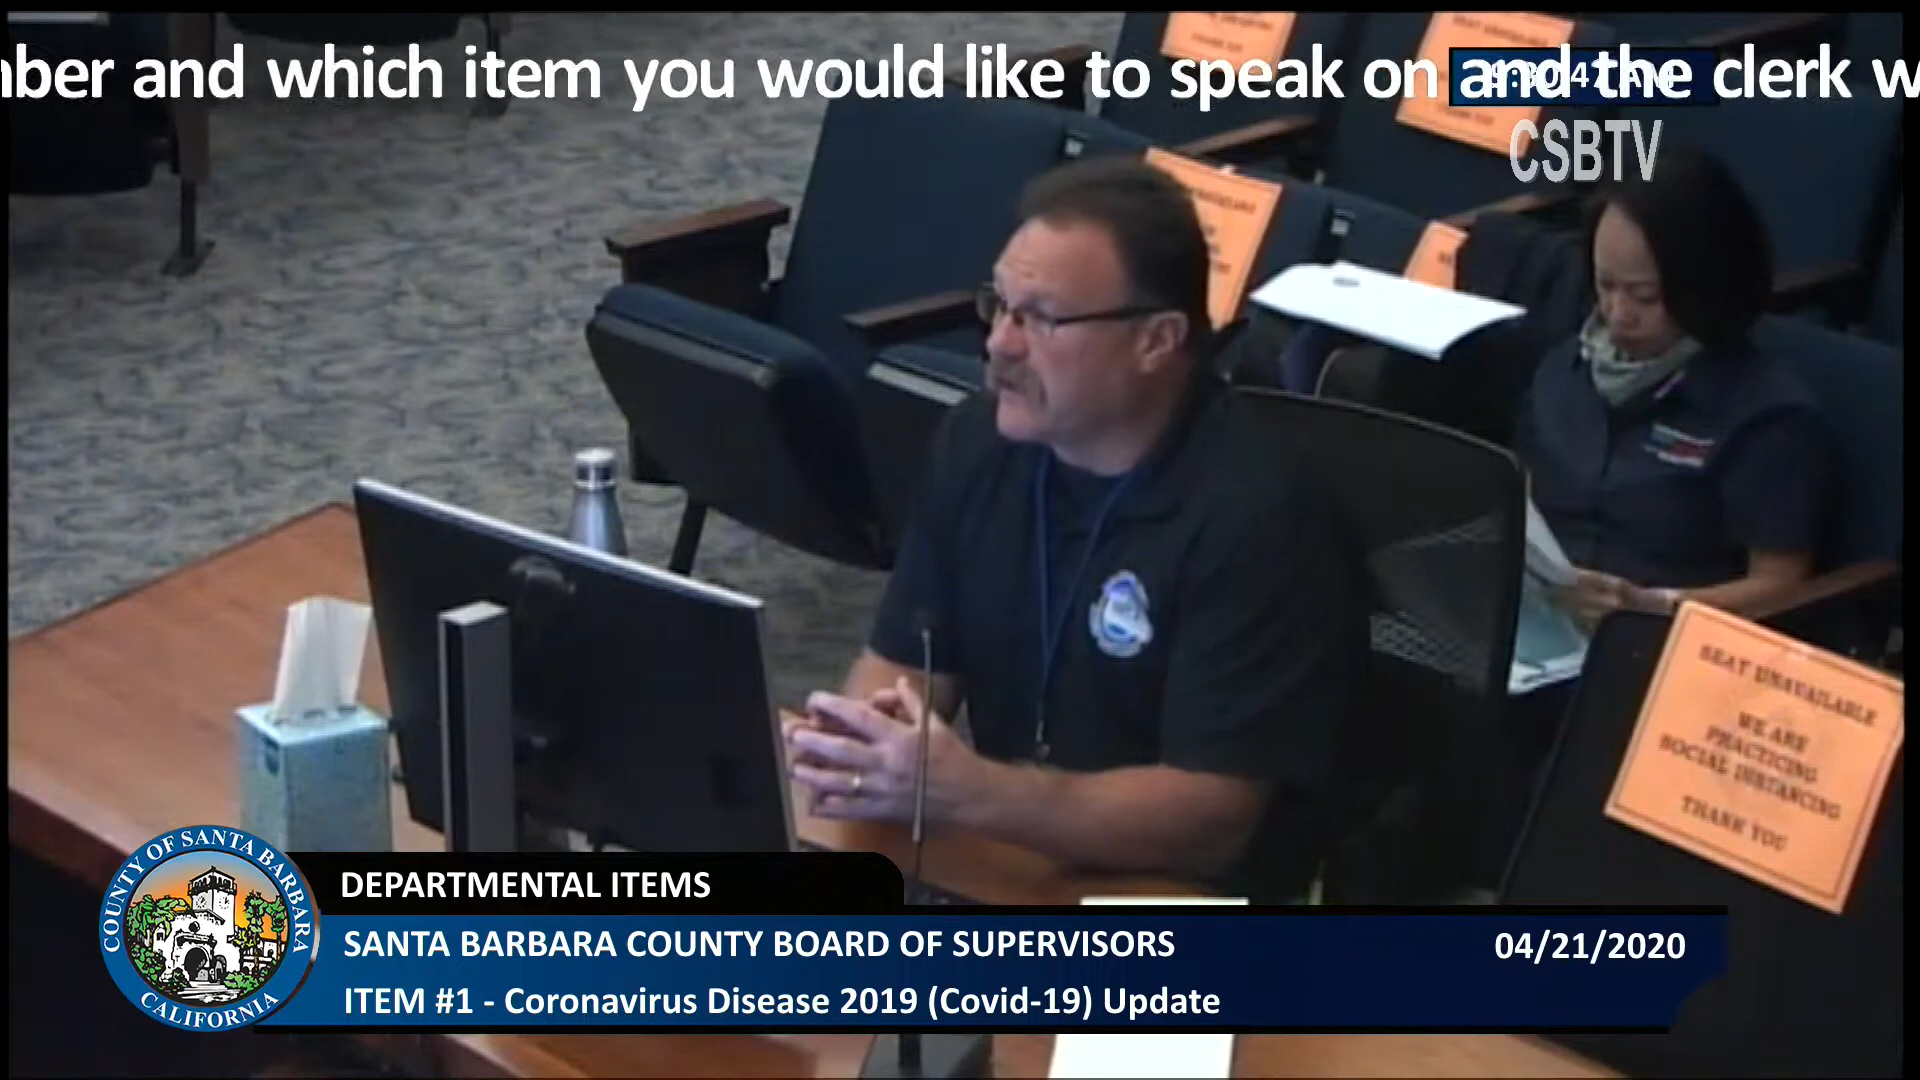 and which item you would like to speak on and the clerk
CSBTV
SEAT UNAVAILABLE
WE ARE
PRACTICING
SOCIAL DISTANCING
THANK YOU
COUNTY OF SANTA BARBARA
CALIFORNIA
DEPARTMENTAL ITEMS
SANTA BARBARA COUNTY BOARD OF SUPERVISORS
04/21/2020
ITEM #1 - Coronavirus Disease 2019 (Covid-19) Update